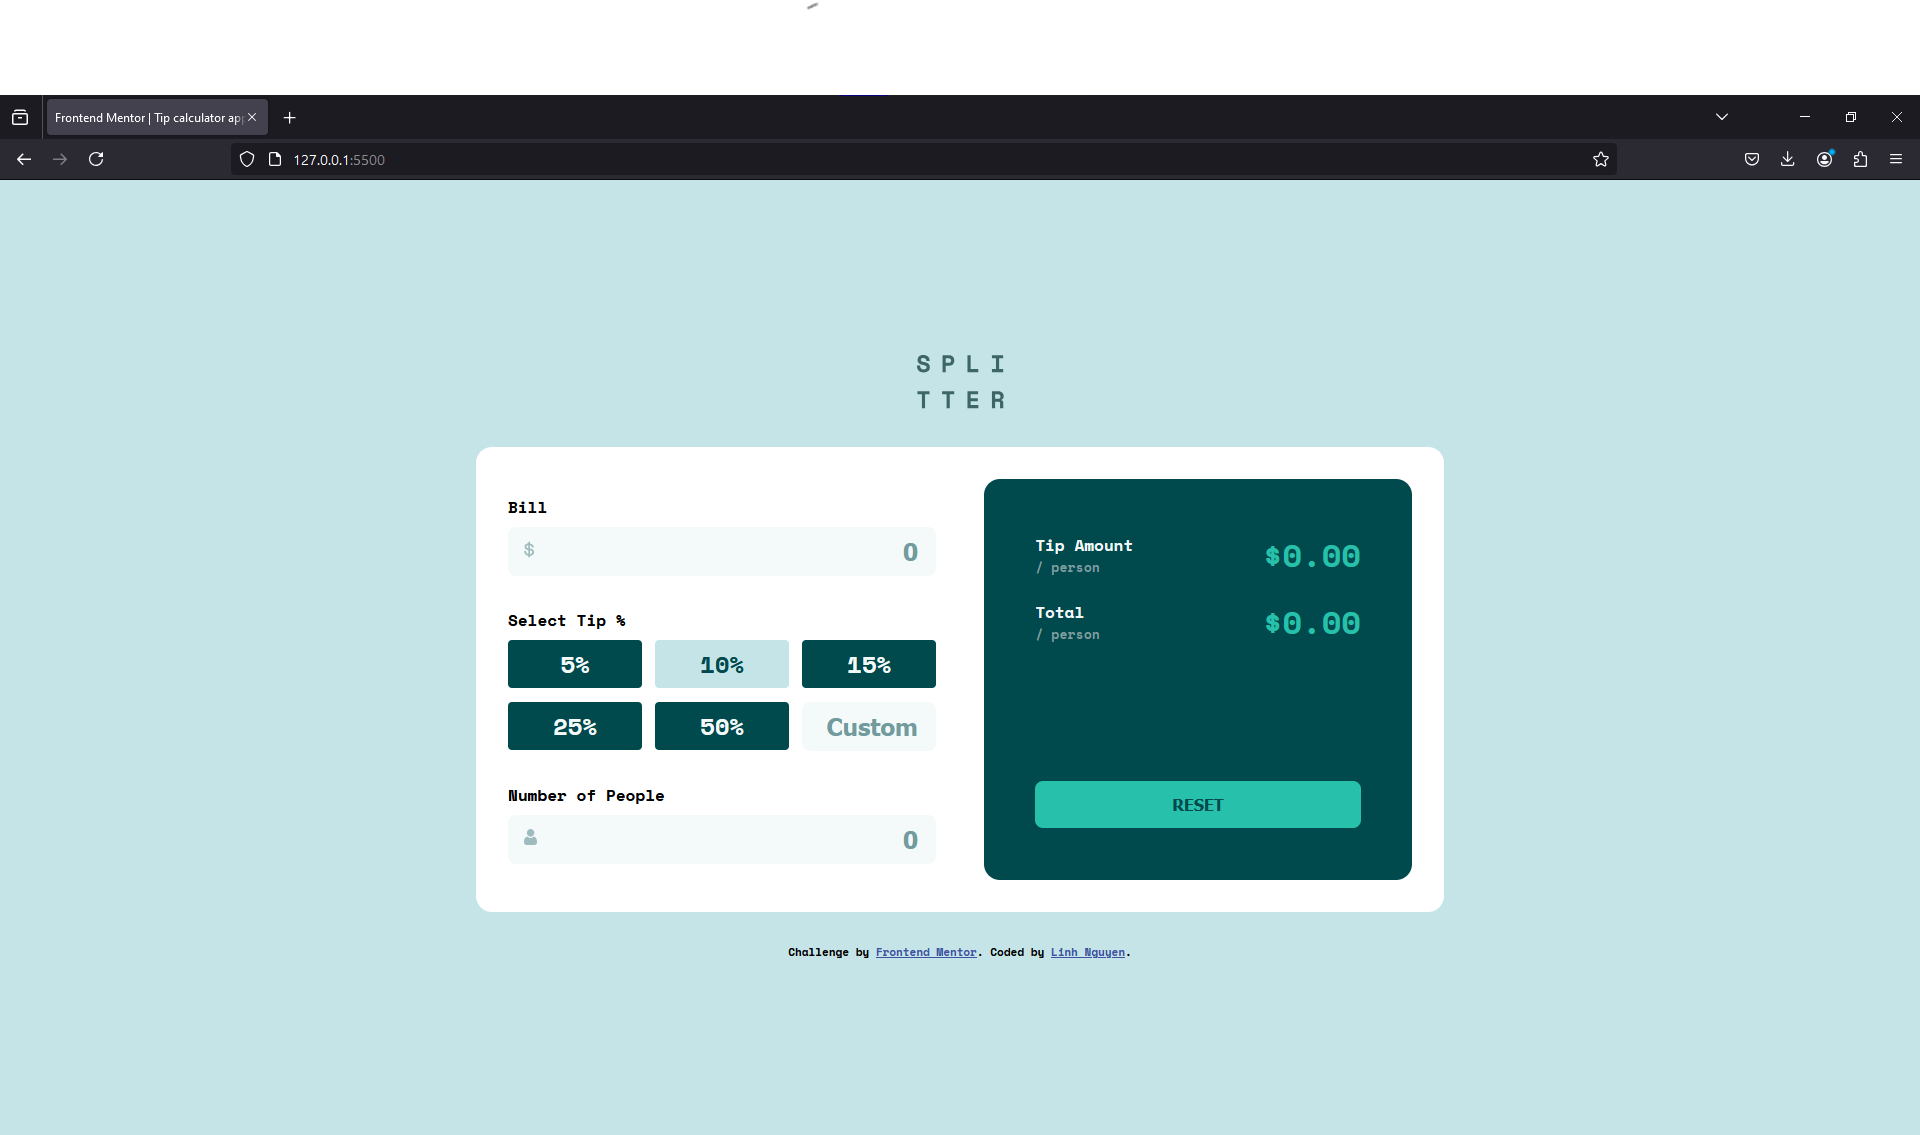 Frontend Mentor | Tip calculator ap
127.0.0.1:5500
SPLI
TTER
Bill
$ 0
Select Tip %
5% 10% 15%
25% 50% Custom
Number of People
0
Tip Amount
/ person
$0.00
Total
/ person
$0.00
RESET
Challenge by Frontend Mentor. Coded by Linh Nguyen.